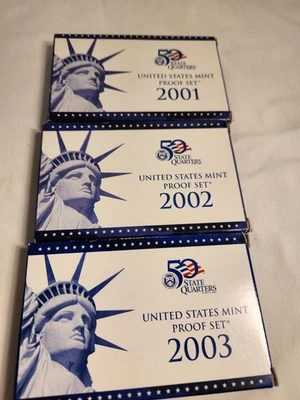 50
STATE
QUARTERS
UNITED STATES MINT
PROOF SET®
2001
50
STATE
QUARTERS
UNITED STATES MINT
PROOF SET®
2002
50
STATE
QUARTERS
UNITED STATES MINT
PROOF SET®
2003